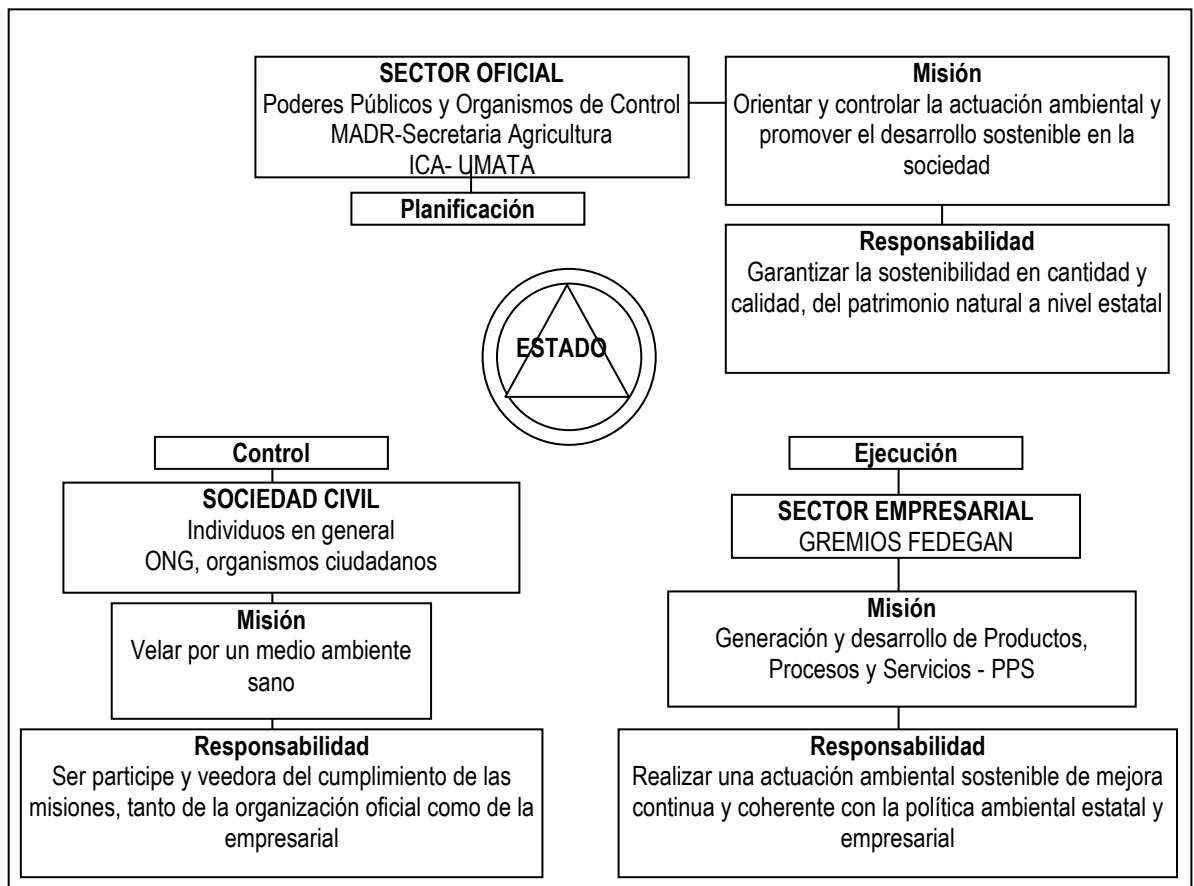 SECTOR OFICIAL
Poderes Públicos y Organismos de Control
MADR-Secretaria Agricultura
ICA- UMATA
Planificación
Misión
Orientar y controlar la actuación ambiental y
promover el desarrollo sostenible en la
sociedad
Responsabilidad
Garantizar la sostenibilidad en cantidad y
calidad, del patrimonio natural a nivel estatal
ESTADO
Control
SOCIEDAD CIVIL
Individuos en general
ONG, organismos ciudadanos
Misión
Velar por un medio ambiente
sano
Responsabilidad
Ser participe y veedora del cumplimiento de las
misiones, tanto de la organización oficial como de la
empresarial
Ejecución
SECTOR EMPRESARIAL
GREMIOS FEDEGAN
Misión
Generación y desarrollo de Productos,
Procesos y Servicios - PPS
Responsabilidad
Realizar una actuación ambiental sostenible de mejora
continua y coherente con la política ambiental estatal y
empresarial